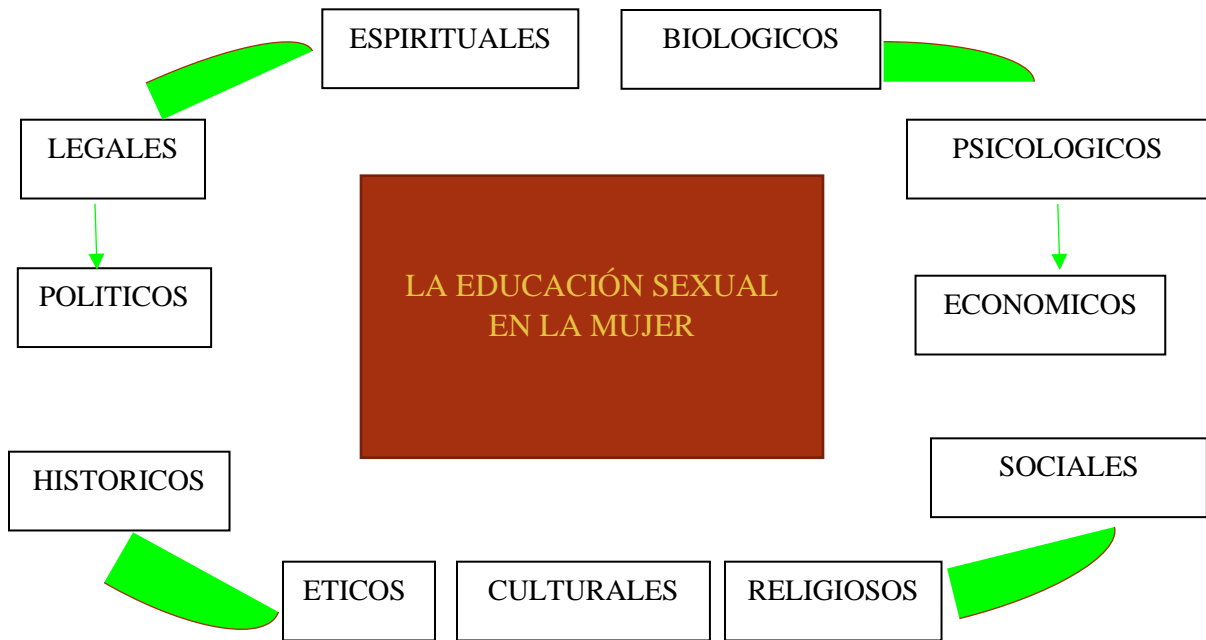 ESPIRITUALES
BIOLOGICOS
LEGALES
PSICOLOGICOS
LA EDUCACIÓN SEXUAL
EN LA MUJER
POLITICOS
ECONOMICOS
HISTORICOS
SOCIALES
ETICOS
CULTURALES
RELIGIOSOS